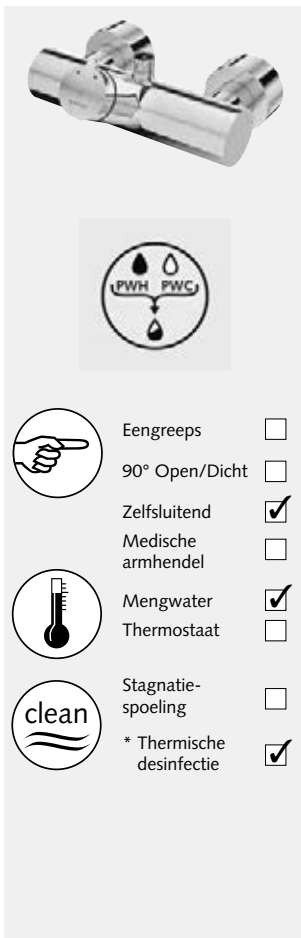 PWH PWC
Eengreeps
90° Open/Dicht
Zelfsluitend
Medische
armhendel
Mengwater
Thermostaat
clean
Stagnatie-
spoeling
* Thermische
desinfectie